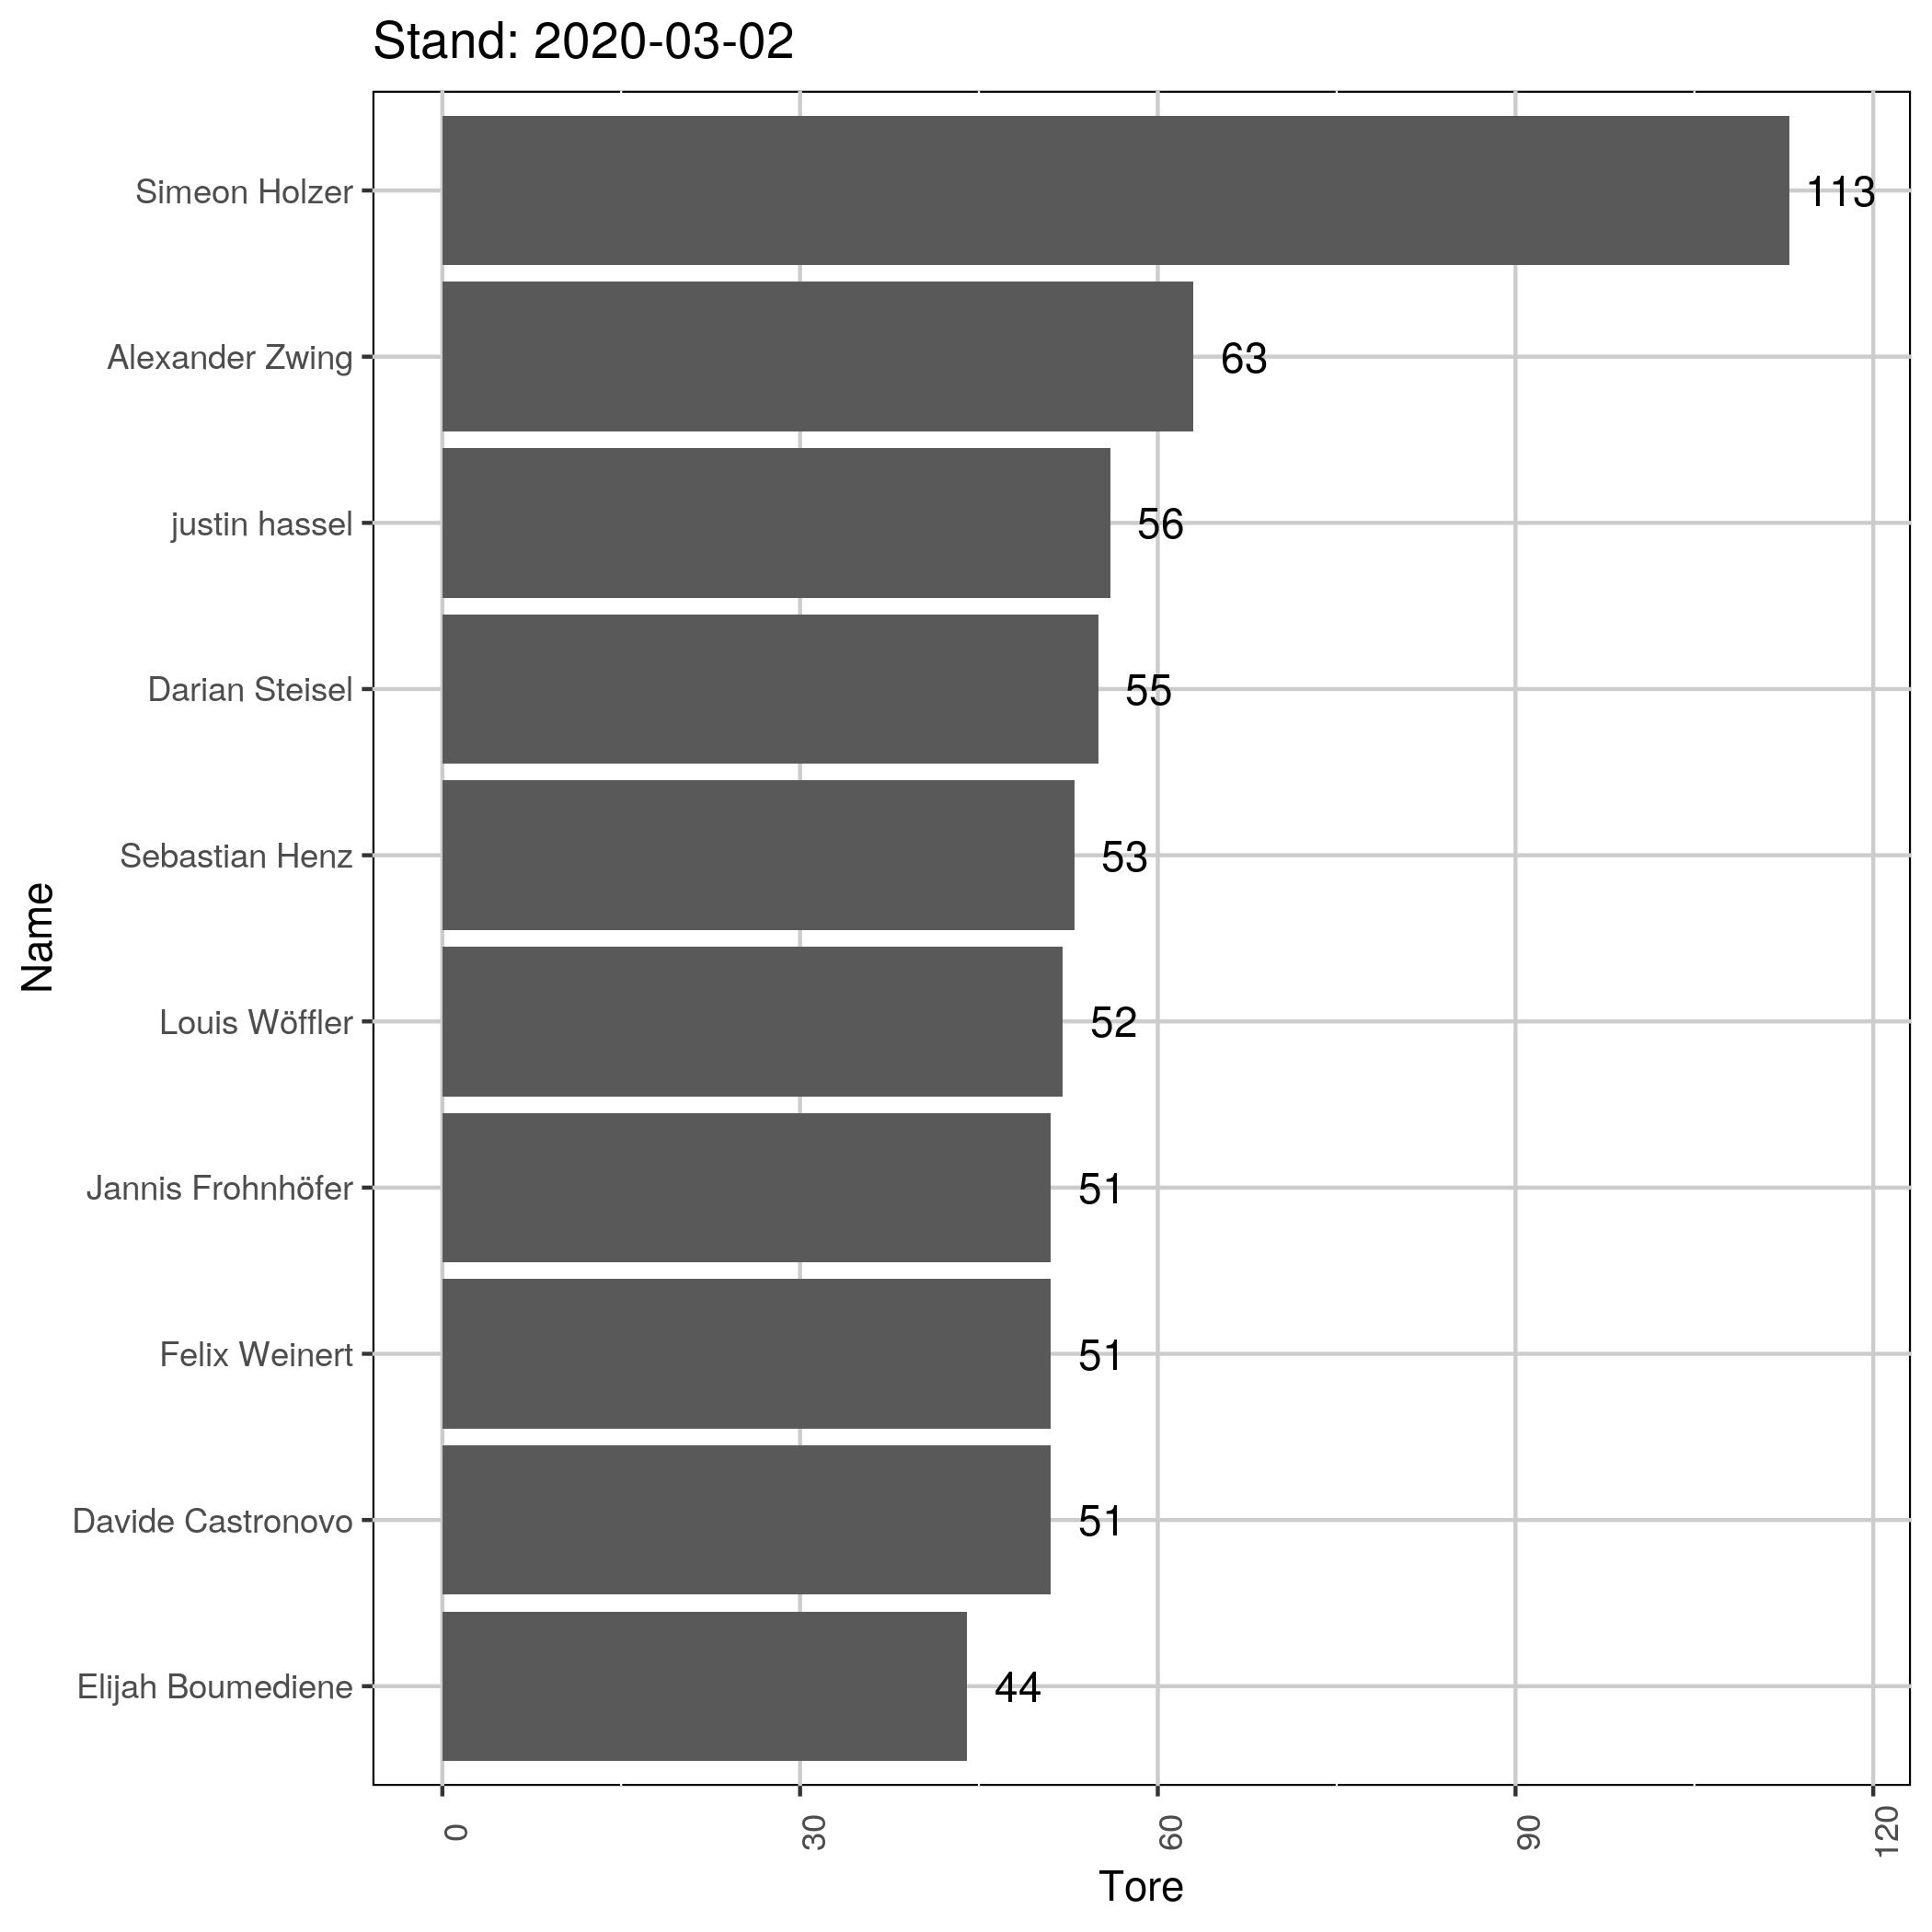 Stand: 2020-03-02
Name
Simeon Holzer 113
Alexander Zwing 63
justin hassel 56
Darian Steisel 55
Sebastian Henz 53
Louis Wöffler 52
Jannis Frohnhöfer 51
Felix Weinert 51
Davide Castronovo 51
Elijah Boumediene 44
0 30 60 90 120
Tore